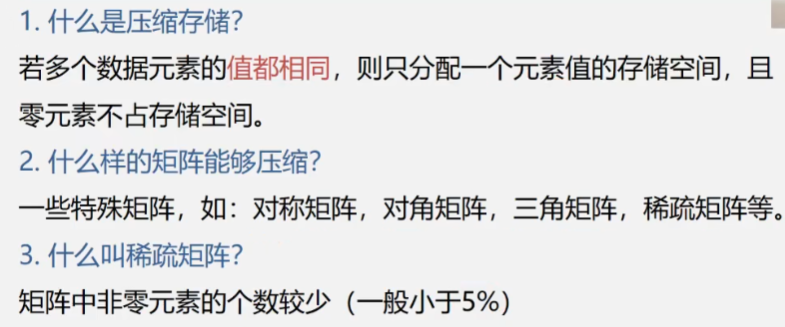 1. 什么是压缩存储？
若多个数据元素的值都相同，则只分配一个元素值的存储空间，且
零元素不占存储空间。
2. 什么样的矩阵能够压缩？
一些特殊矩阵，如：对称矩阵，对角矩阵，三角矩阵，稀疏矩阵等。
3. 什么叫稀疏矩阵？
矩阵中非零元素的个数较少（一般小于5%）